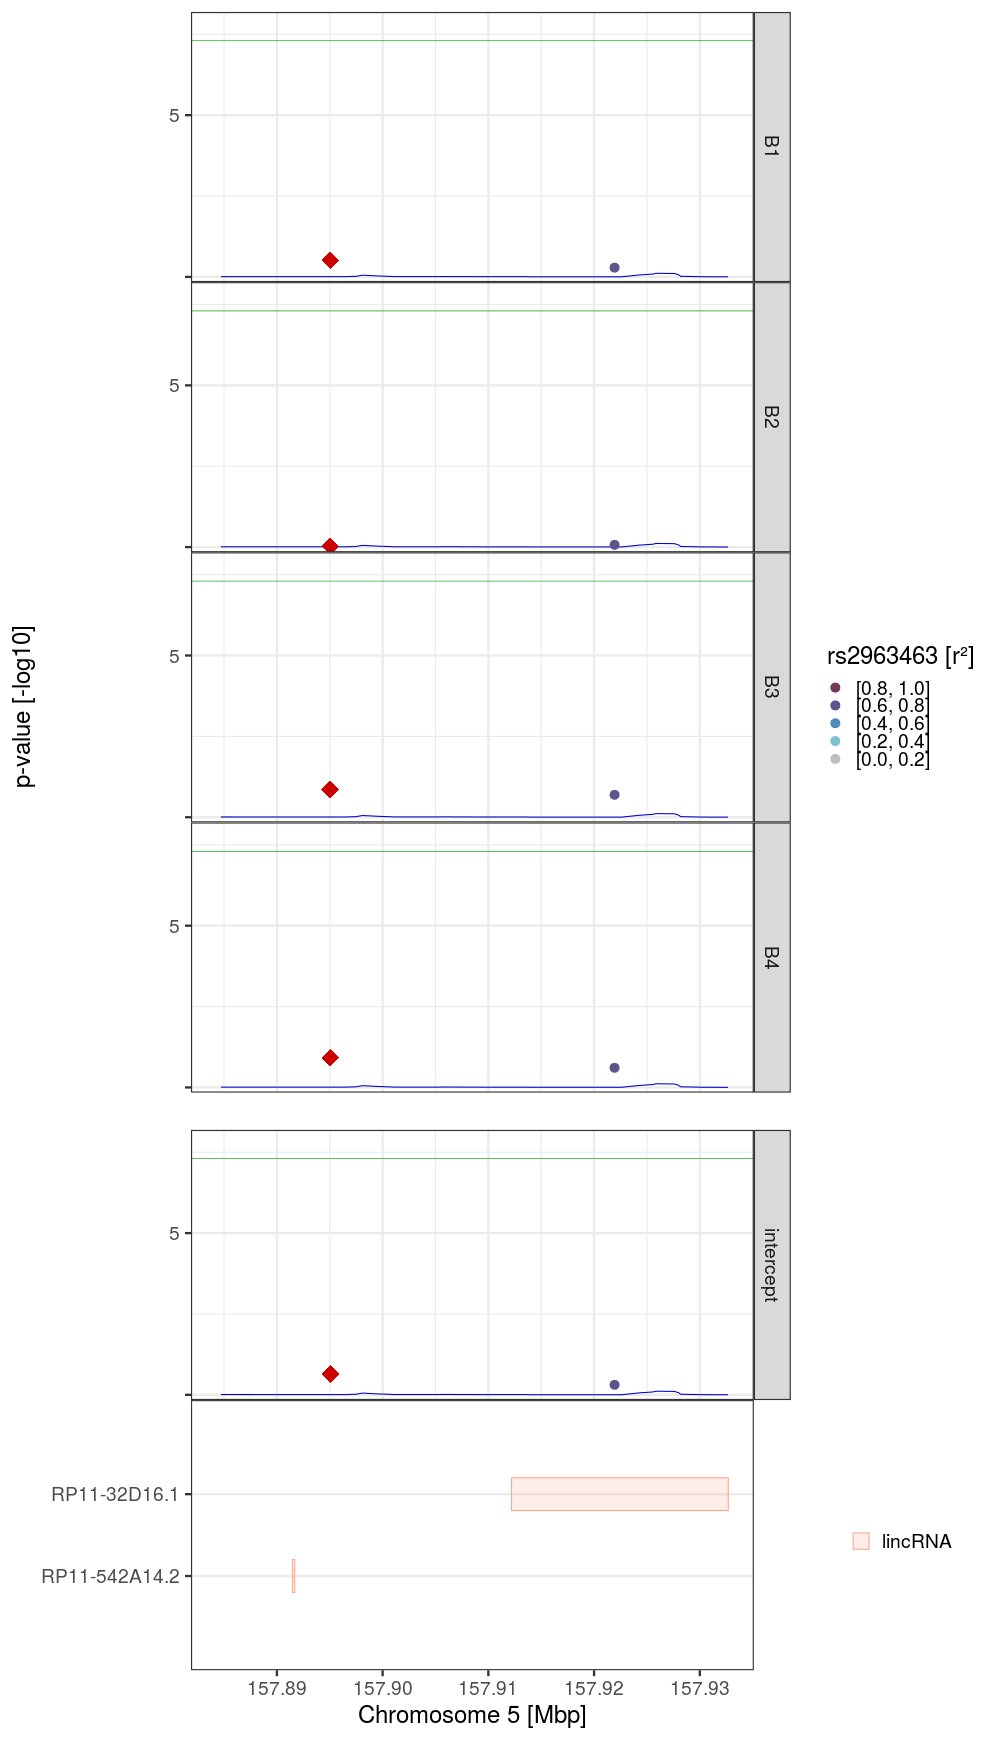 5
B1
5
B2
5
B3
5
B4
p-value [-log10]
rs2963463 [r²]
[0.8, 1.0]
[0.6, 0.8]
[0.4, 0.6]
[0.2, 0.4]
[0.0, 0.2]
5
intercept
RP11-32D16.1
RP11-542A14.2
lincRNA
157.89 157.90 157.91 157.92 157.93
Chromosome 5 [Mbp]